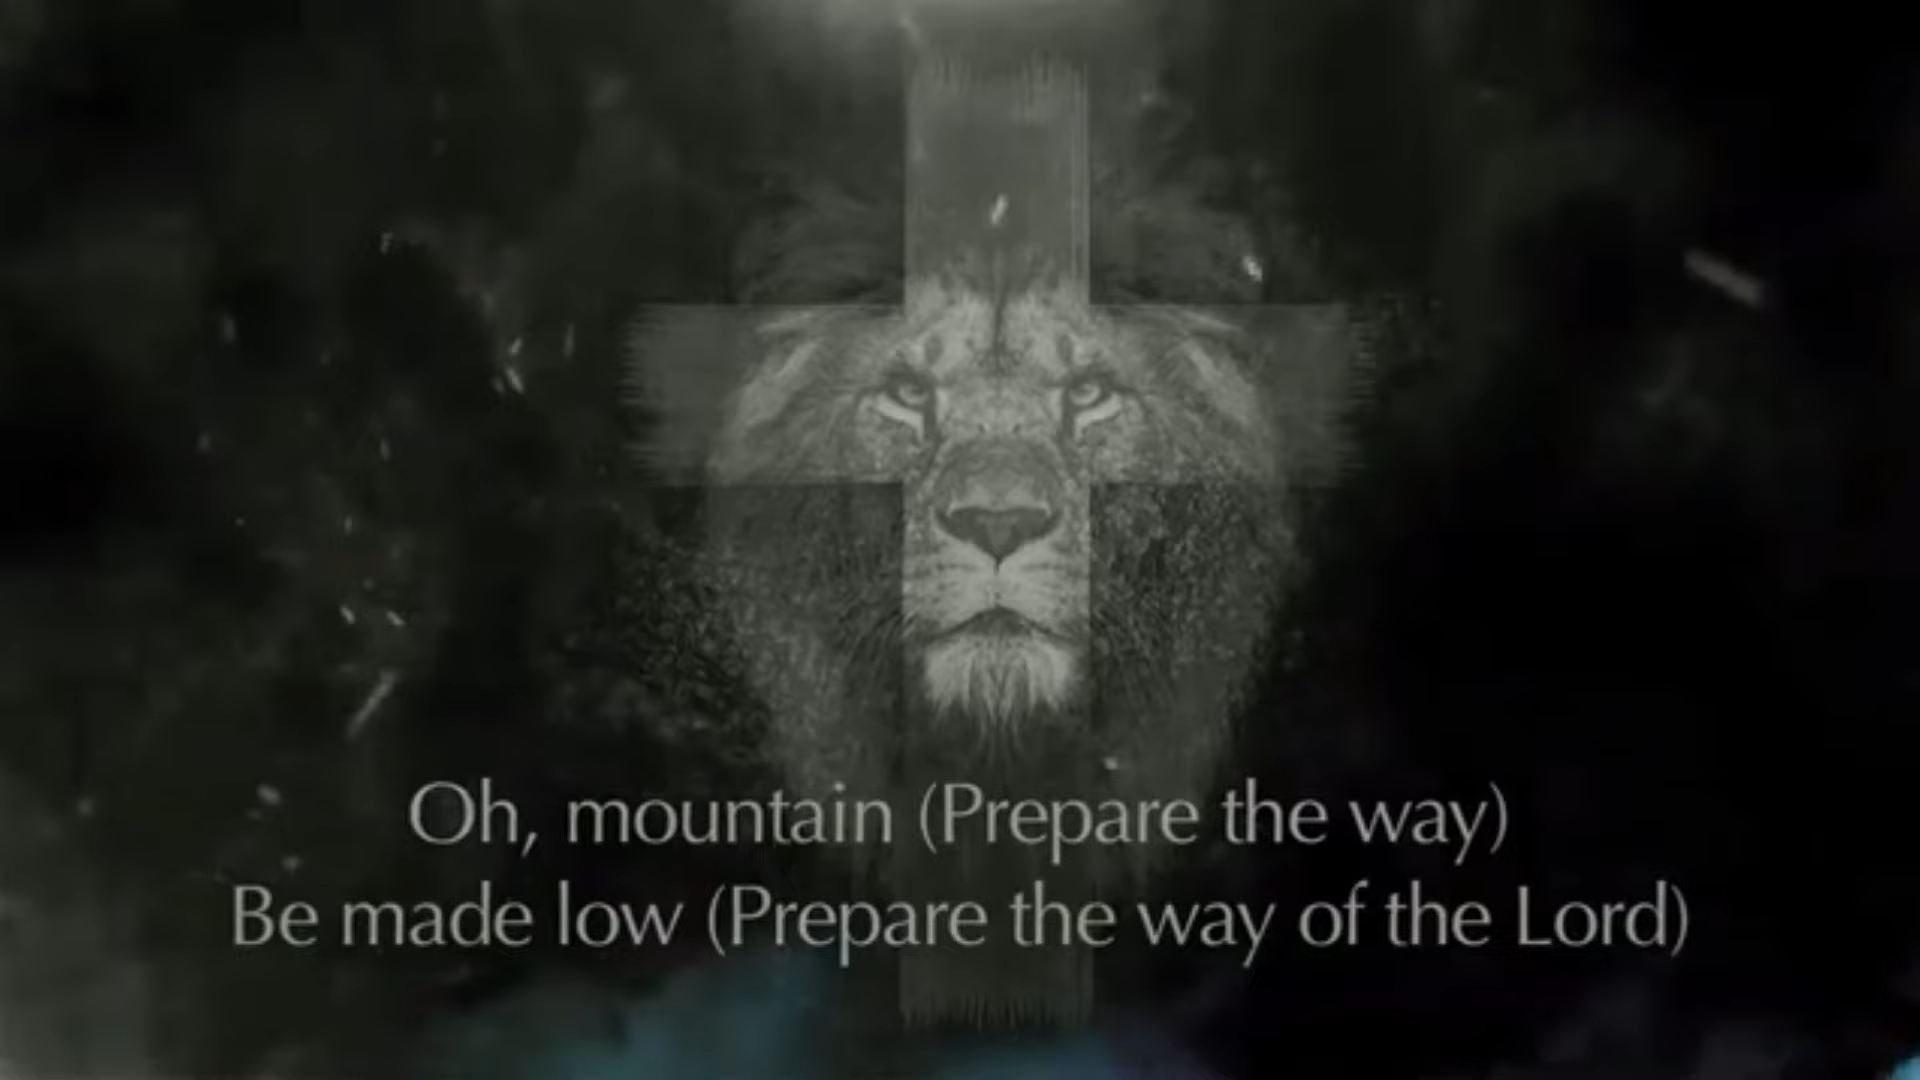 Oh, mountain (Prepare the way)
Be made low (Prepare the way of the Lord)